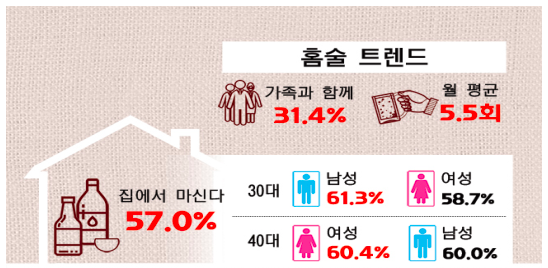 홈술 트렌드
가족과 함께
31.4%
월 평균
5.5회
집에서 마신다
57.0%
30대 남성 61.3% 여성 58.7%
40대 여성 60.4% 남성 60.0%